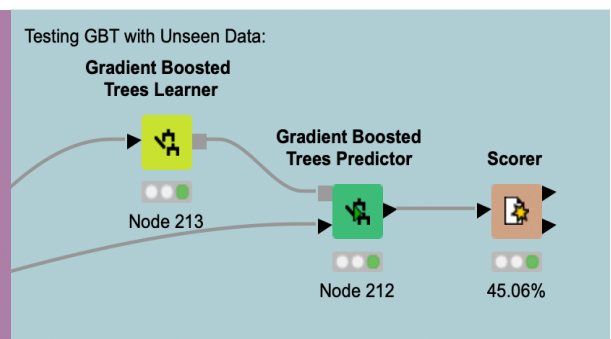 Testing GBT with Unseen Data:
Gradient Boosted
Trees Learner
Node 213
Gradient Boosted
Trees Predictor
Node 212
Scorer
45.06%